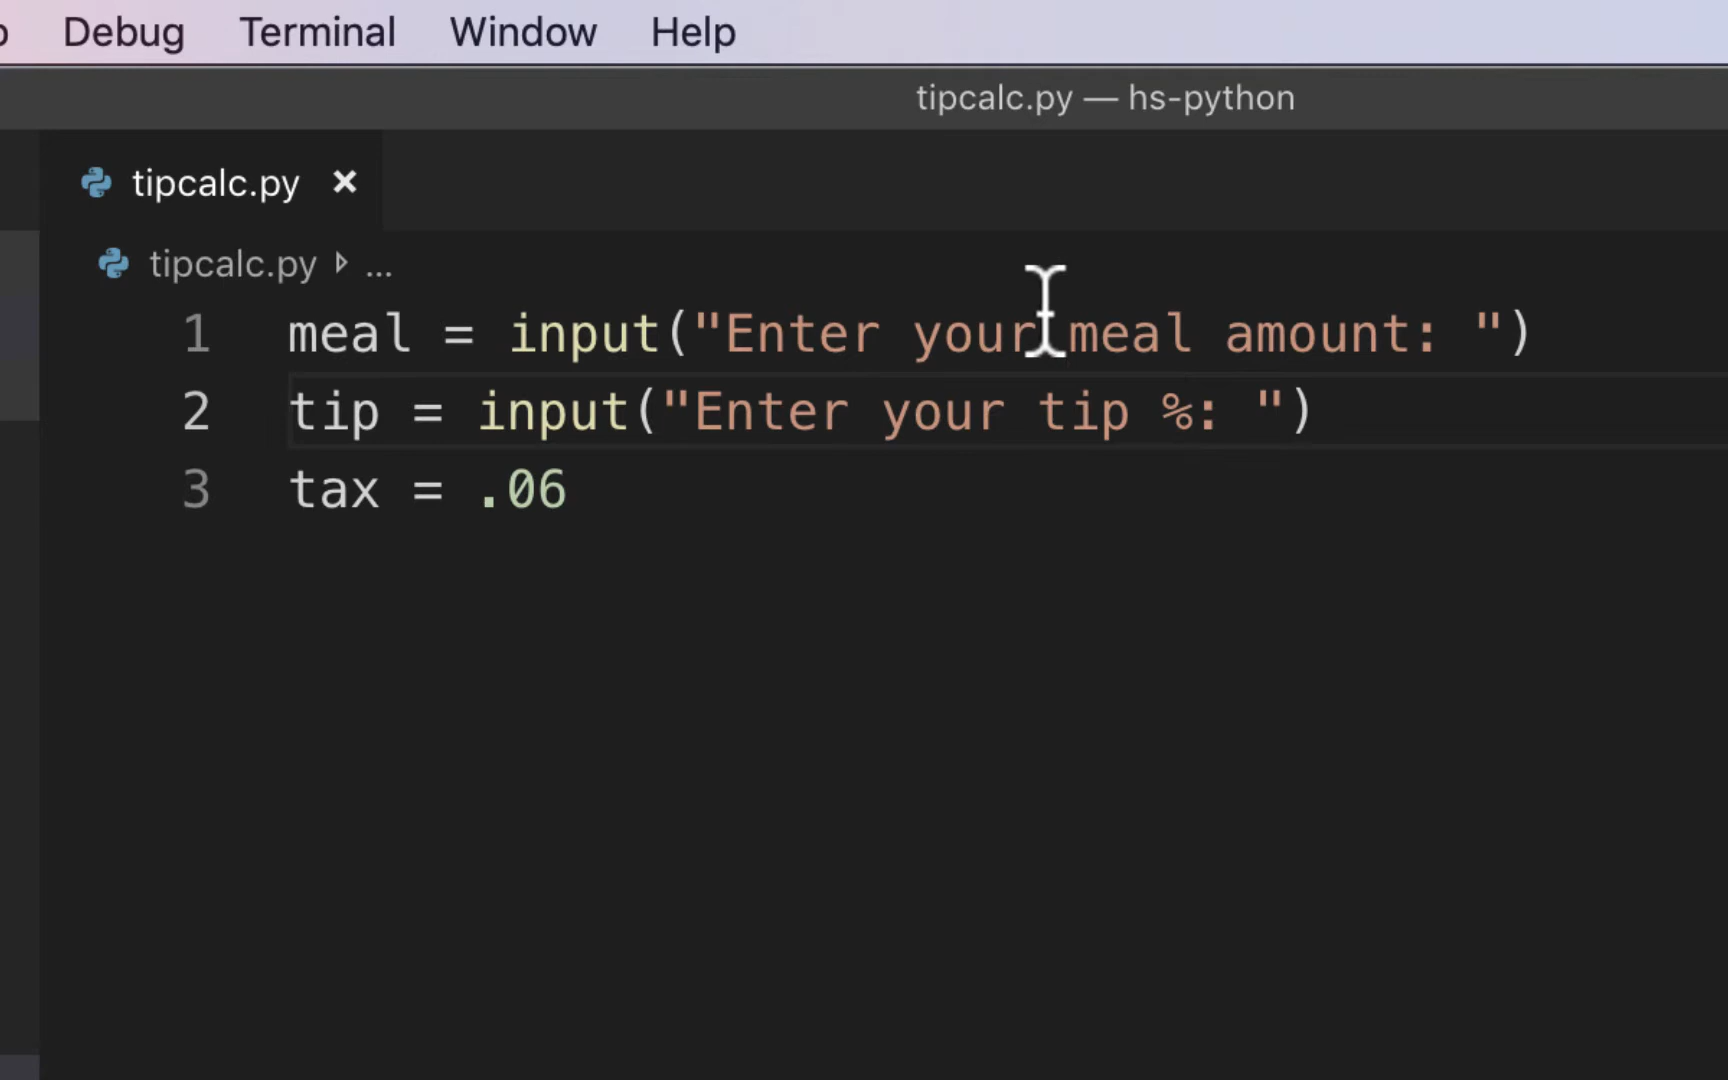 Debug Terminal Window Help
tipcalc.py — hs-python
tipcalc.py ×
tipcalc.py ▷ ...
1 meal = input("Enter your meal amount: ")
2 tip = input("Enter your tip %: ")
3 tax = .06